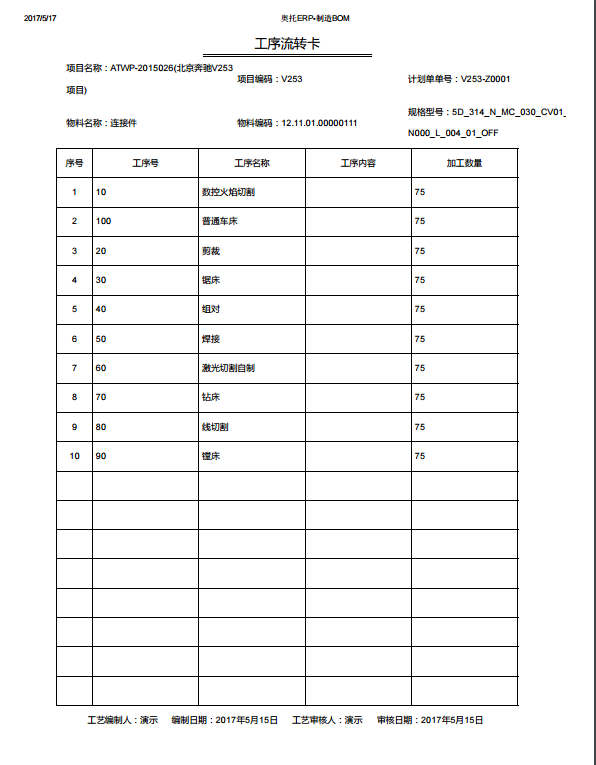 2017/5/17 奥托ERP-制造BOM
工序流转卡
项目名称：ATWP-2015026(北京奔驰V253
项目)
项目编码：V253
计划单单号：V253-Z0001
物料名称：连接件
物料编码：12.11.01.00000111
规格型号：5D_314_N_MC_030_CV01_
N000_L_004_01_OFF
序号 工序号 工序名称 工序内容 加工数量
1 10 数控火焰切割 75
2 100 普通车床 75
3 20 剪裁 75
4 30 锯床 75
5 40 组对 75
6 50 焊接 75
7 60 激光切割自制 75
8 70 钻床 75
9 80 线切割 75
10 90 镗床 75
工艺编制人：演示 编制日期：2017年5月15日 工艺审核人：演示 审核日期：2017年5月15日